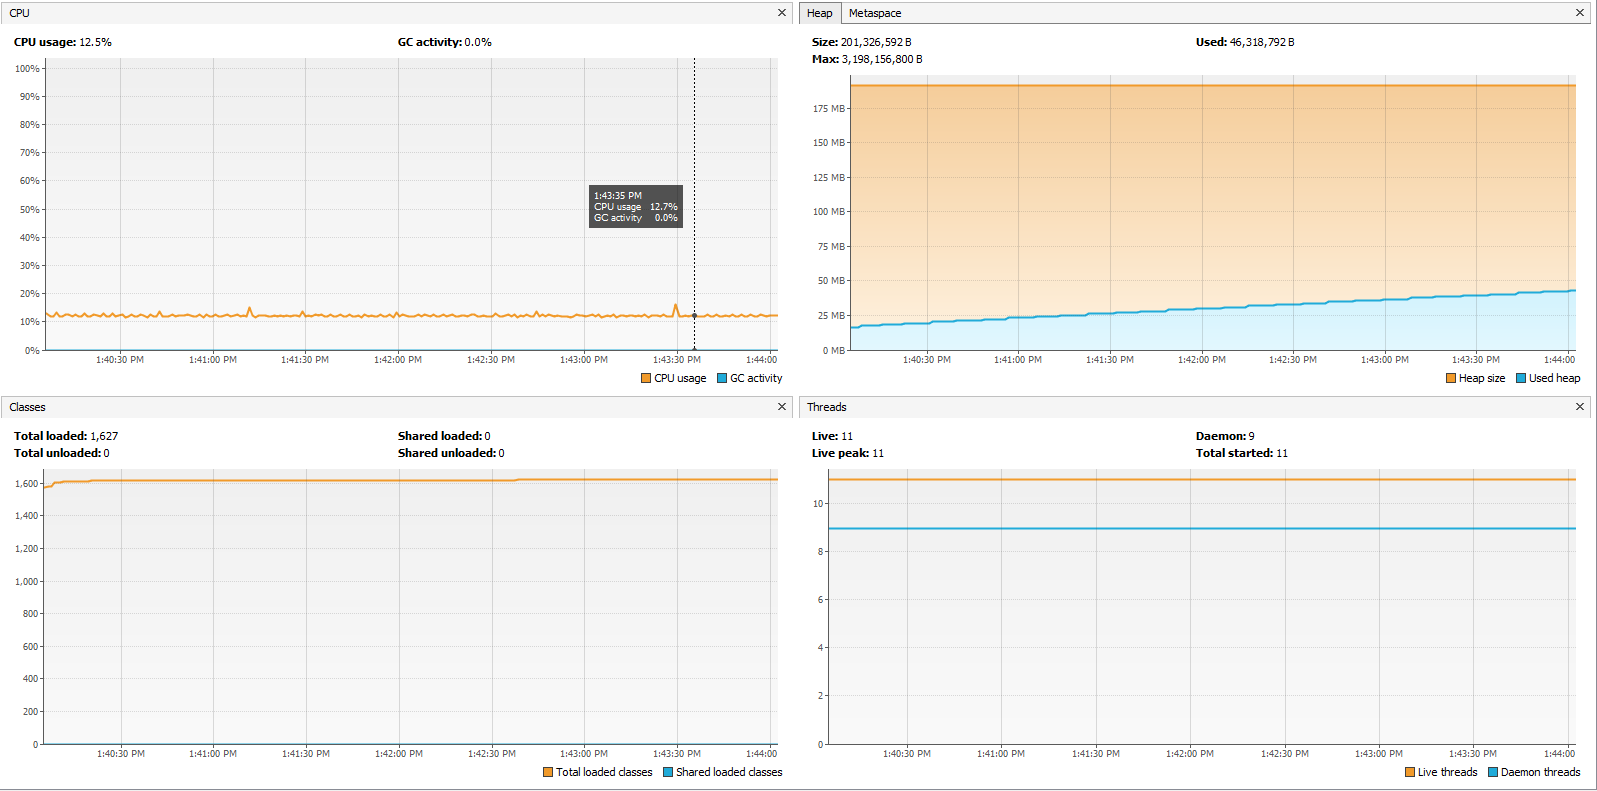 CPU
CPU usage: 12.5%
GC activity: 0.0%
100%
90%
80%
70%
60%
50%
40%
30%
20%
10%
0%
1:43:35 PM
CPU usage 12.7%
GC activity 0.0%
1:40:30 PM 1:41:00 PM 1:41:30 PM 1:42:00 PM 1:42:30 PM 1:43:00 PM 1:43:30 PM 1:44:00
CPU usage GC activity
Heap Metaspace
Size: 201,326,592 B
Used: 46,318,792 B
Max: 3,198,156,800 B
175 MB
150 MB
125 MB
100 MB
75 MB
50 MB
25 MB
0 MB
1:40:30 PM 1:41:00 PM 1:41:30 PM 1:42:00 PM 1:42:30 PM 1:43:00 PM 1:43:30 PM 1:44:00
Heap size Used heap
Classes
Total loaded: 1,627
Shared loaded: 0
Total unloaded: 0
Shared unloaded: 0
1,600
1,400
1,200
1,000
800
600
400
200
0
1:40:30 PM 1:41:00 PM 1:41:30 PM 1:42:00 PM 1:42:30 PM 1:43:00 PM 1:43:30 PM 1:44:00
Total loaded classes Shared loaded classes
Threads
Live: 11
Daemon: 9
Live peak: 11
Total started: 11
10
8
6
4
2
0
1:40:30 PM 1:41:00 PM 1:41:30 PM 1:42:00 PM 1:42:30 PM 1:43:00 PM 1:43:30 PM 1:44:00
Live threads Daemon threads